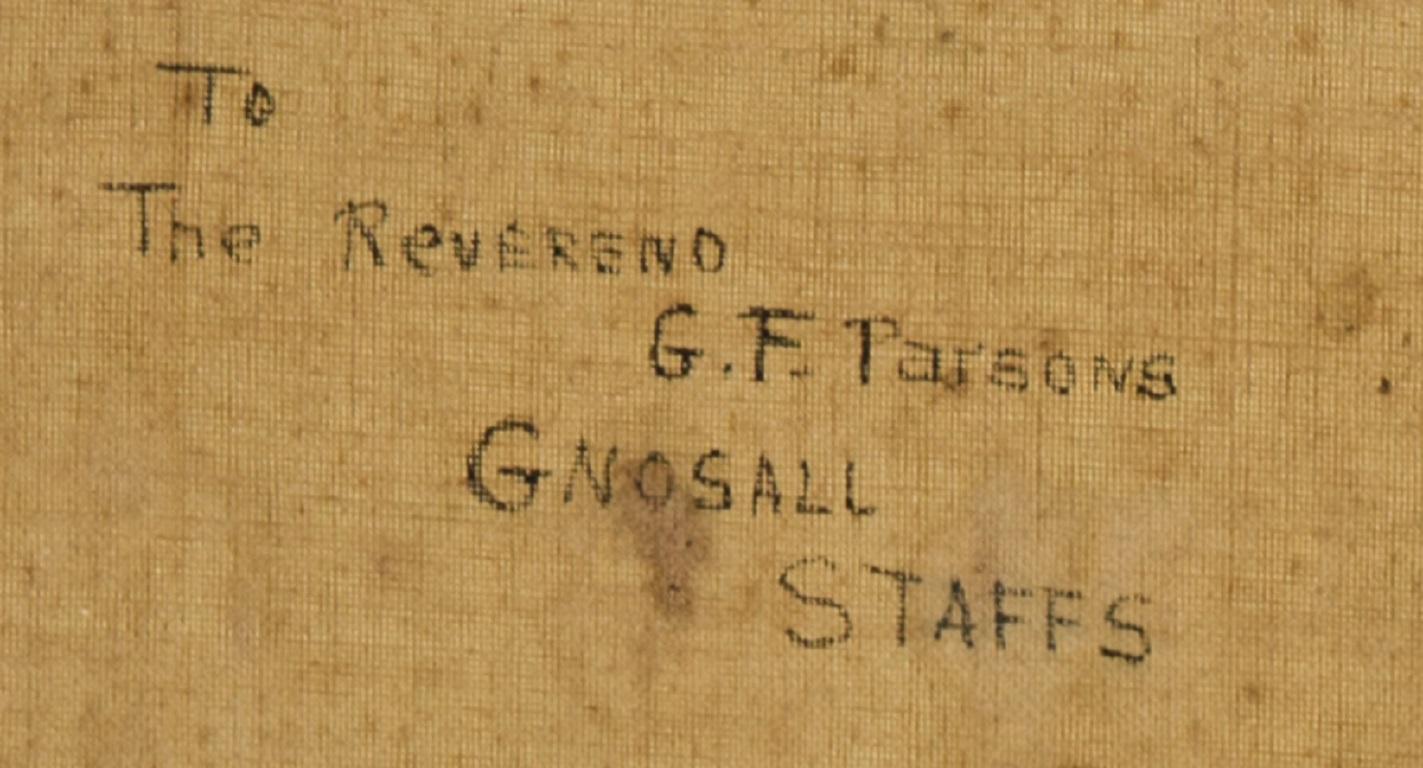 To
The Reverend
G.F. Parsons
GNOSALL
STAFFS